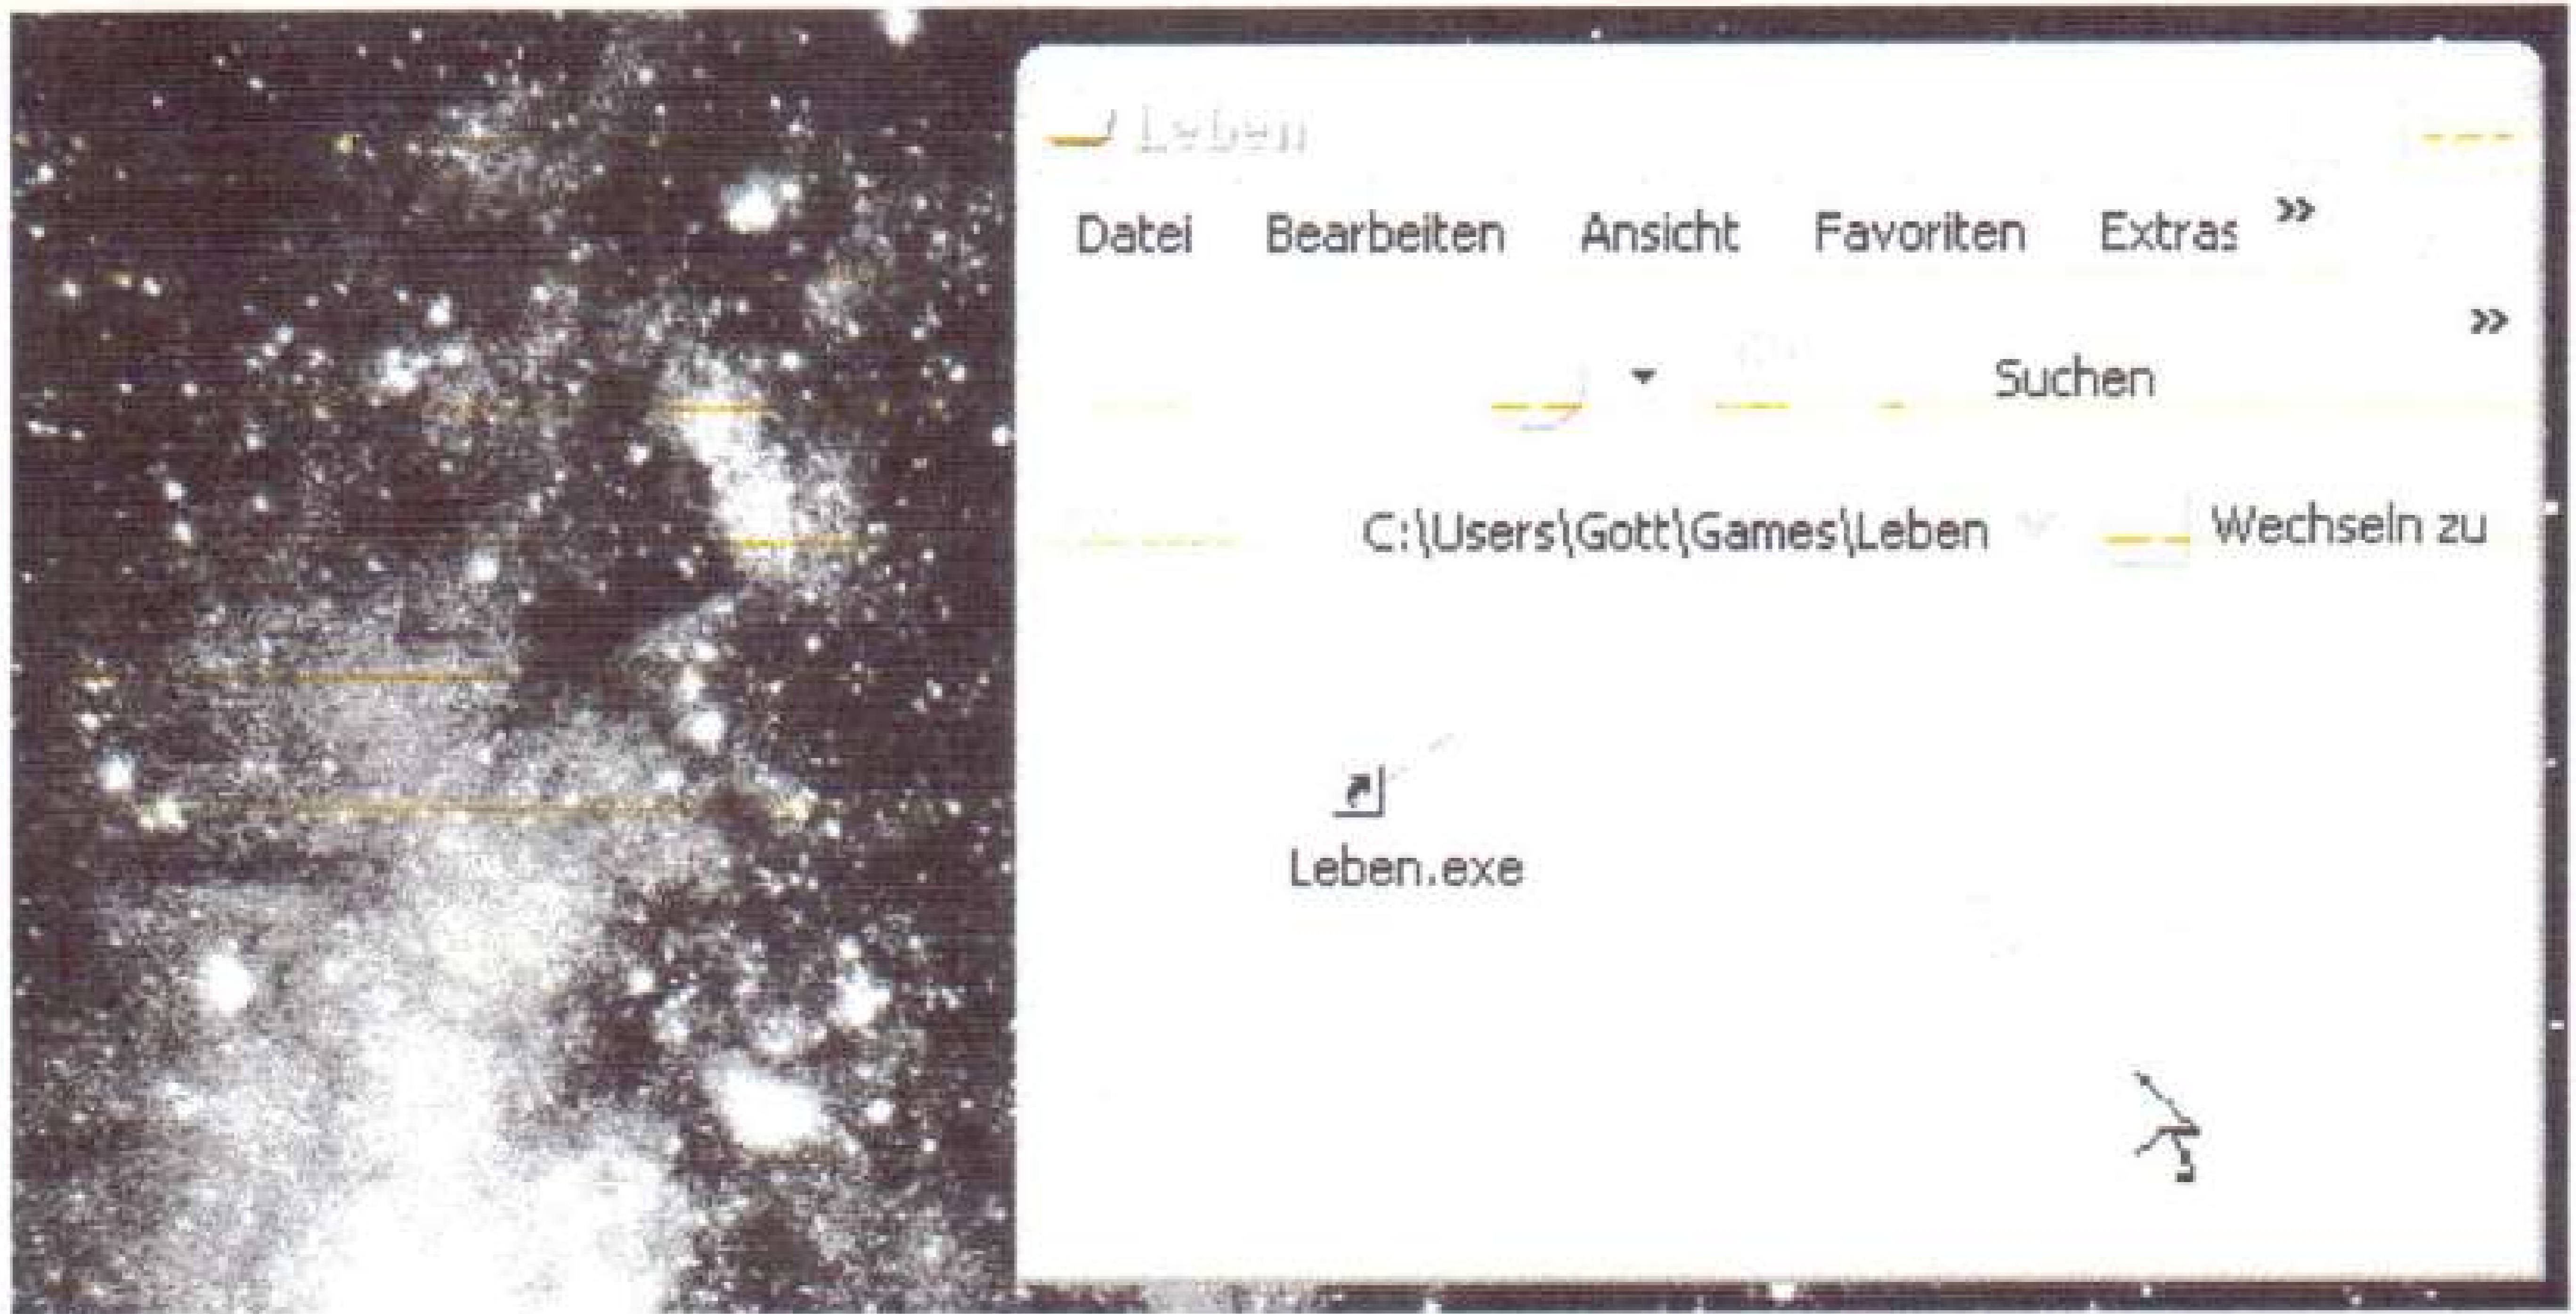 Leben
Datei Bearbeiten Ansicht Favoriten Extras »
»
Suchen
C:\Users\Gott\Games\Leben Wechseln zu
Leben.exe